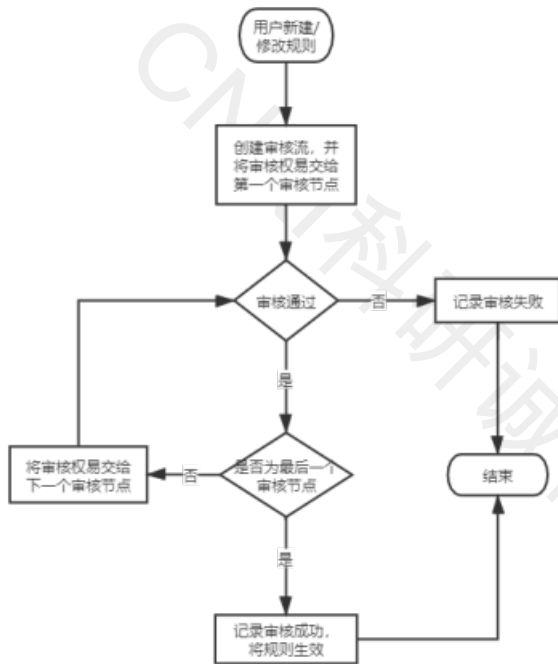 用户新建/
修改规则
创建审核流，并
将审核权易交给
第一个审核节点
审核通过
否
记录审核失败
是
将审核权易交给
下一个审核节点
否
是否为最后一个
审核节点
结束
是
记录审核成功，
将规则生效
科研诚